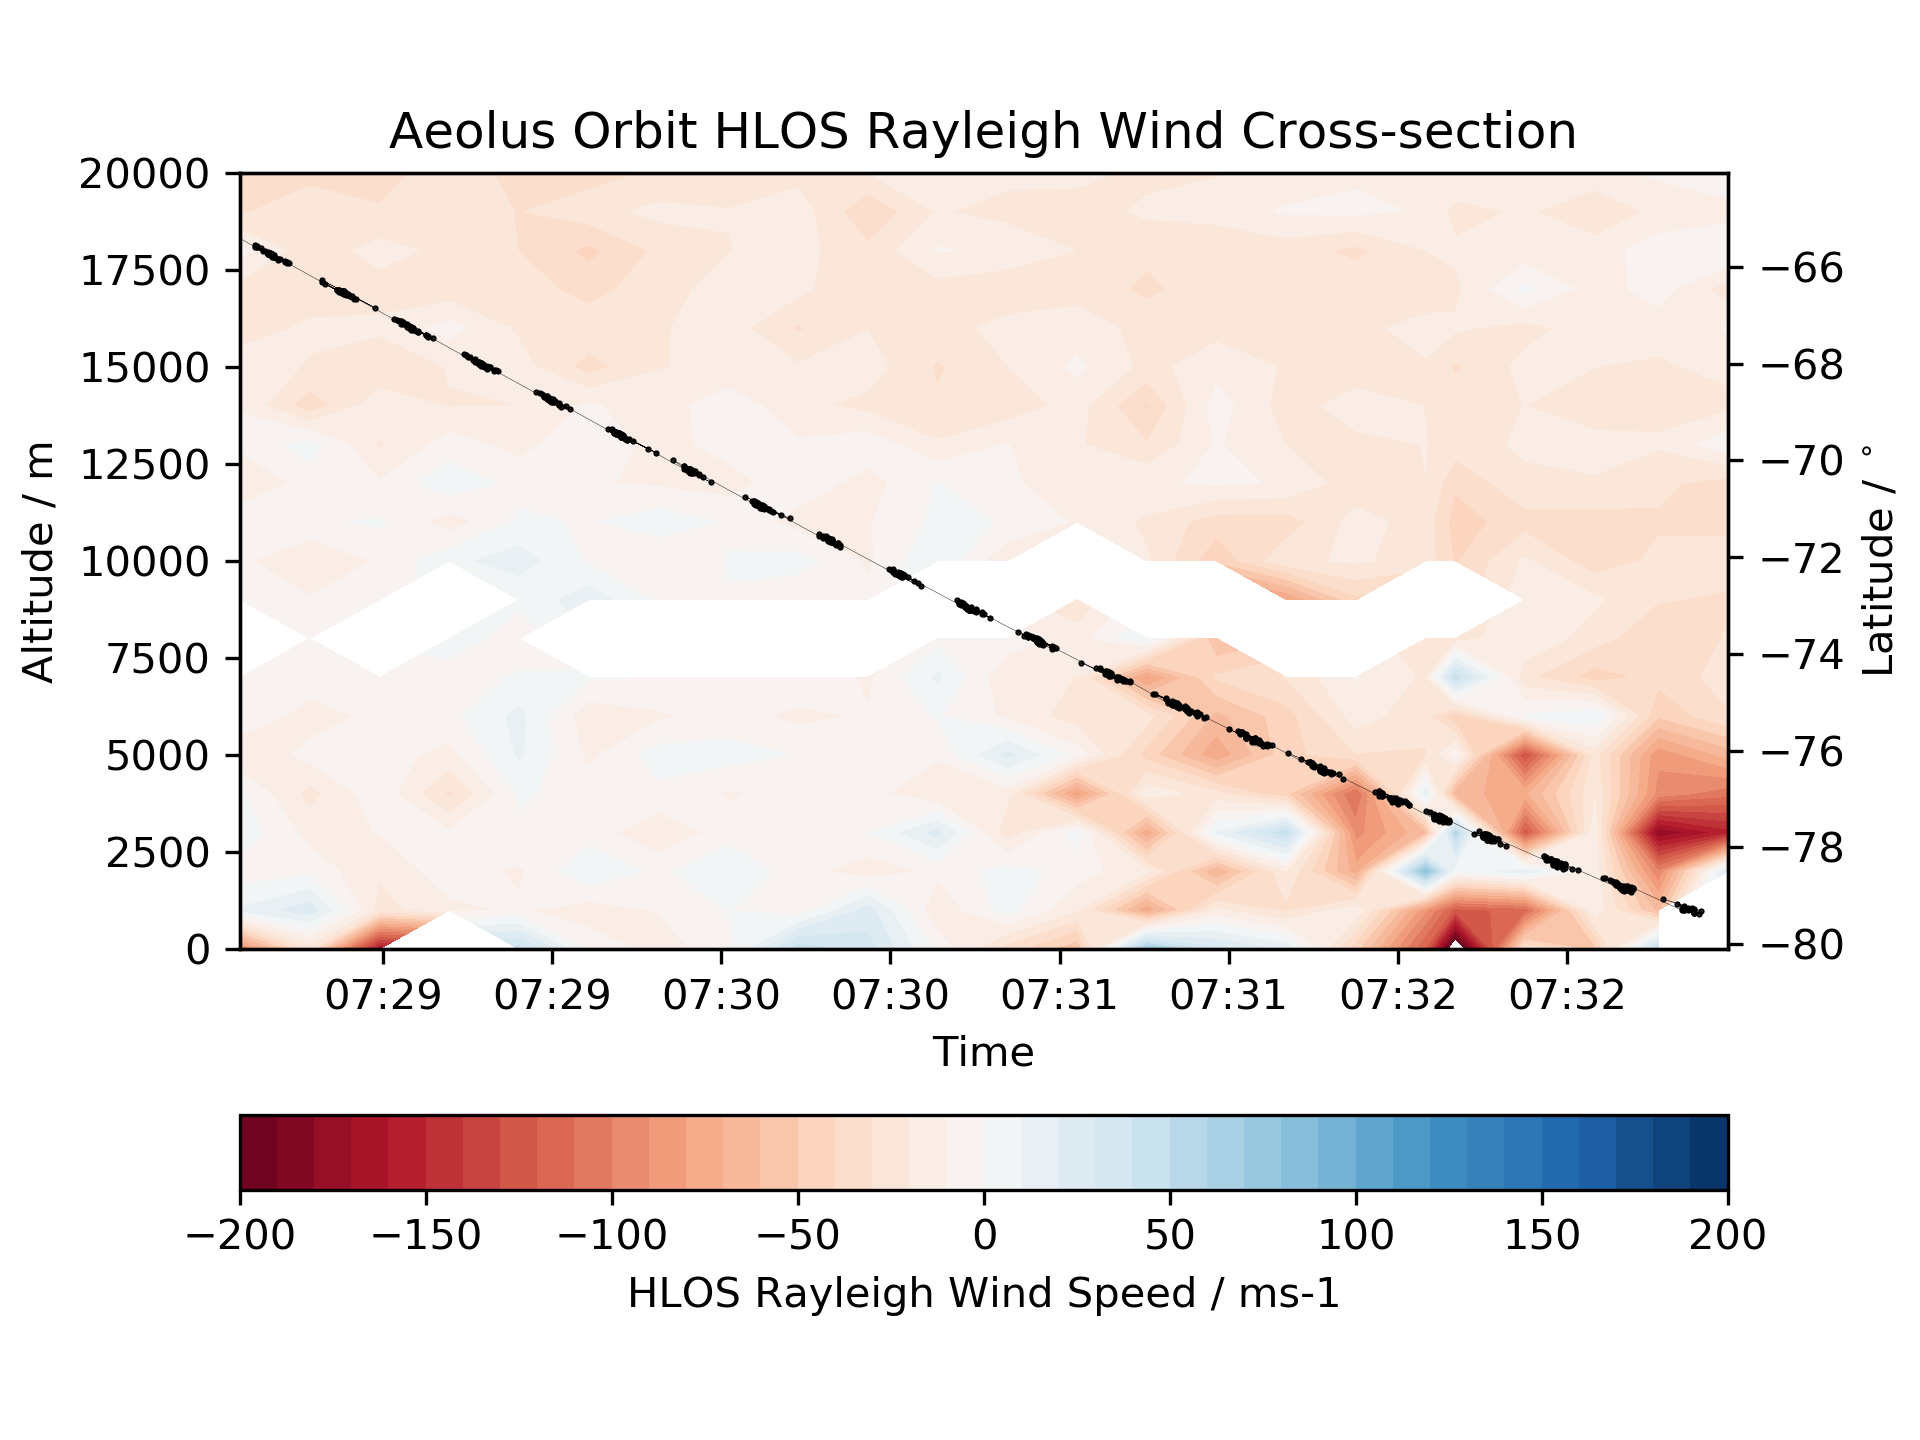 Aeolus Orbit HLOS Rayleigh Wind Cross-section
20000
17500
15000
12500
10000
7500
5000
2500
0
Altitude / m
−66
−68
−70
−72
−74
−76
−78
−80
Latitude / °
07:29 07:29 07:30 07:30 07:31 07:31 07:32 07:32
Time
−200 −150 −100 −50 0 50 100 150 200
HLOS Rayleigh Wind Speed / ms-1